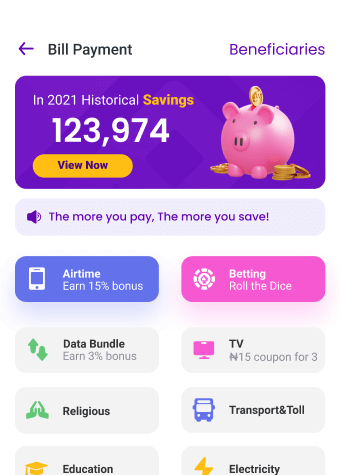 Bill Payment
Beneficiaries
In 2021 Historical Savings
123,974
View Now
The more you pay, The more you save!
Airtime
Earn 15% bonus
Betting
Roll the Dice
Data Bundle
Earn 3% bonus
TV
₦15 coupon for 3
Religious
Transport&Toll
Education
Electricity